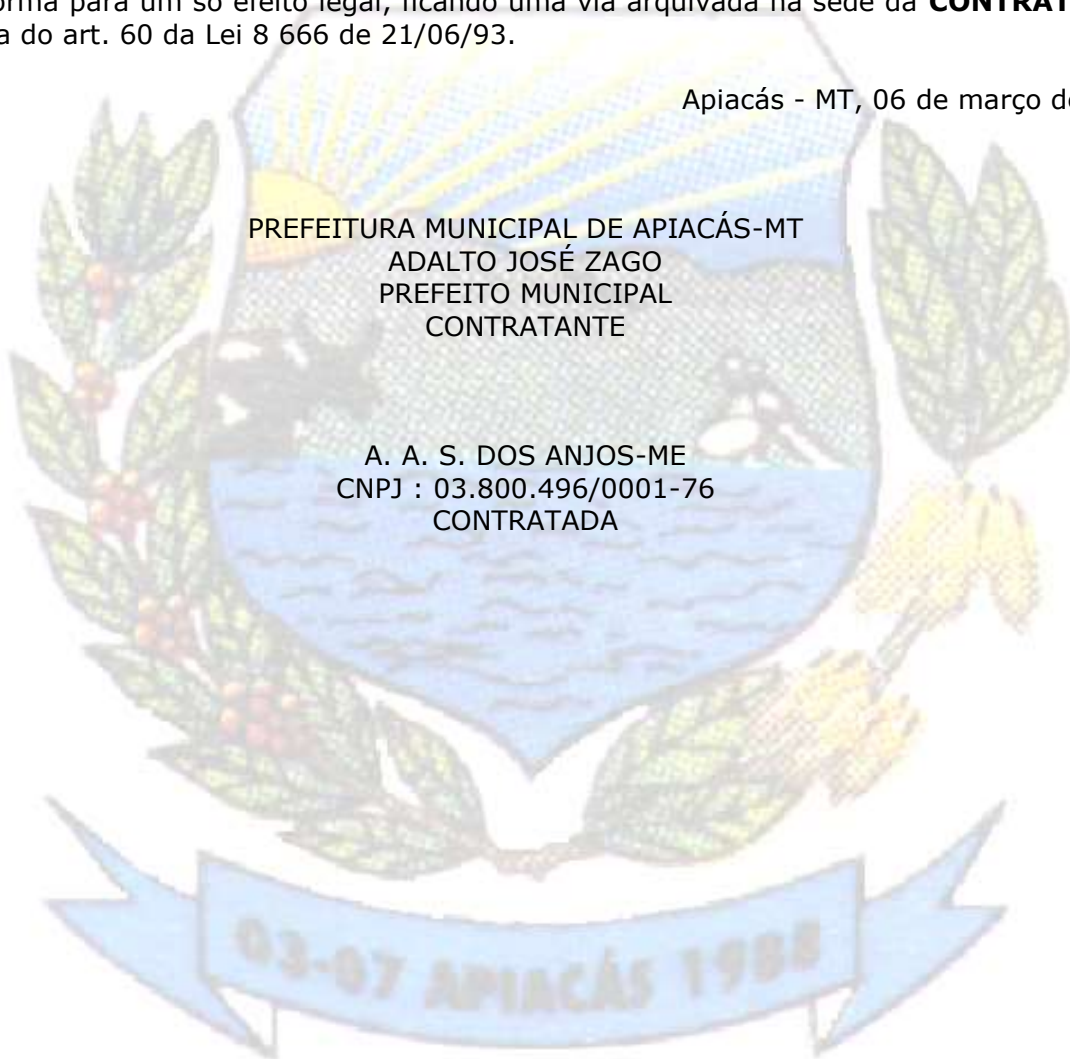 forma para um só efeito legal, ficando uma via arquivada na sede da CONTRAT
a do art. 60 da Lei 8 666 de 21/06/93.
Apiacás - MT, 06 de março d
PREFEITURA MUNICIPAL DE APIACÁS-MT
ADALTO JOSÉ ZAGO
PREFEITO MUNICIPAL
CONTRATANTE
A. A. S. DOS ANJOS-ME
CNPJ : 03.800.496/0001-76
CONTRATADA
03-07 APIACÁS 1988